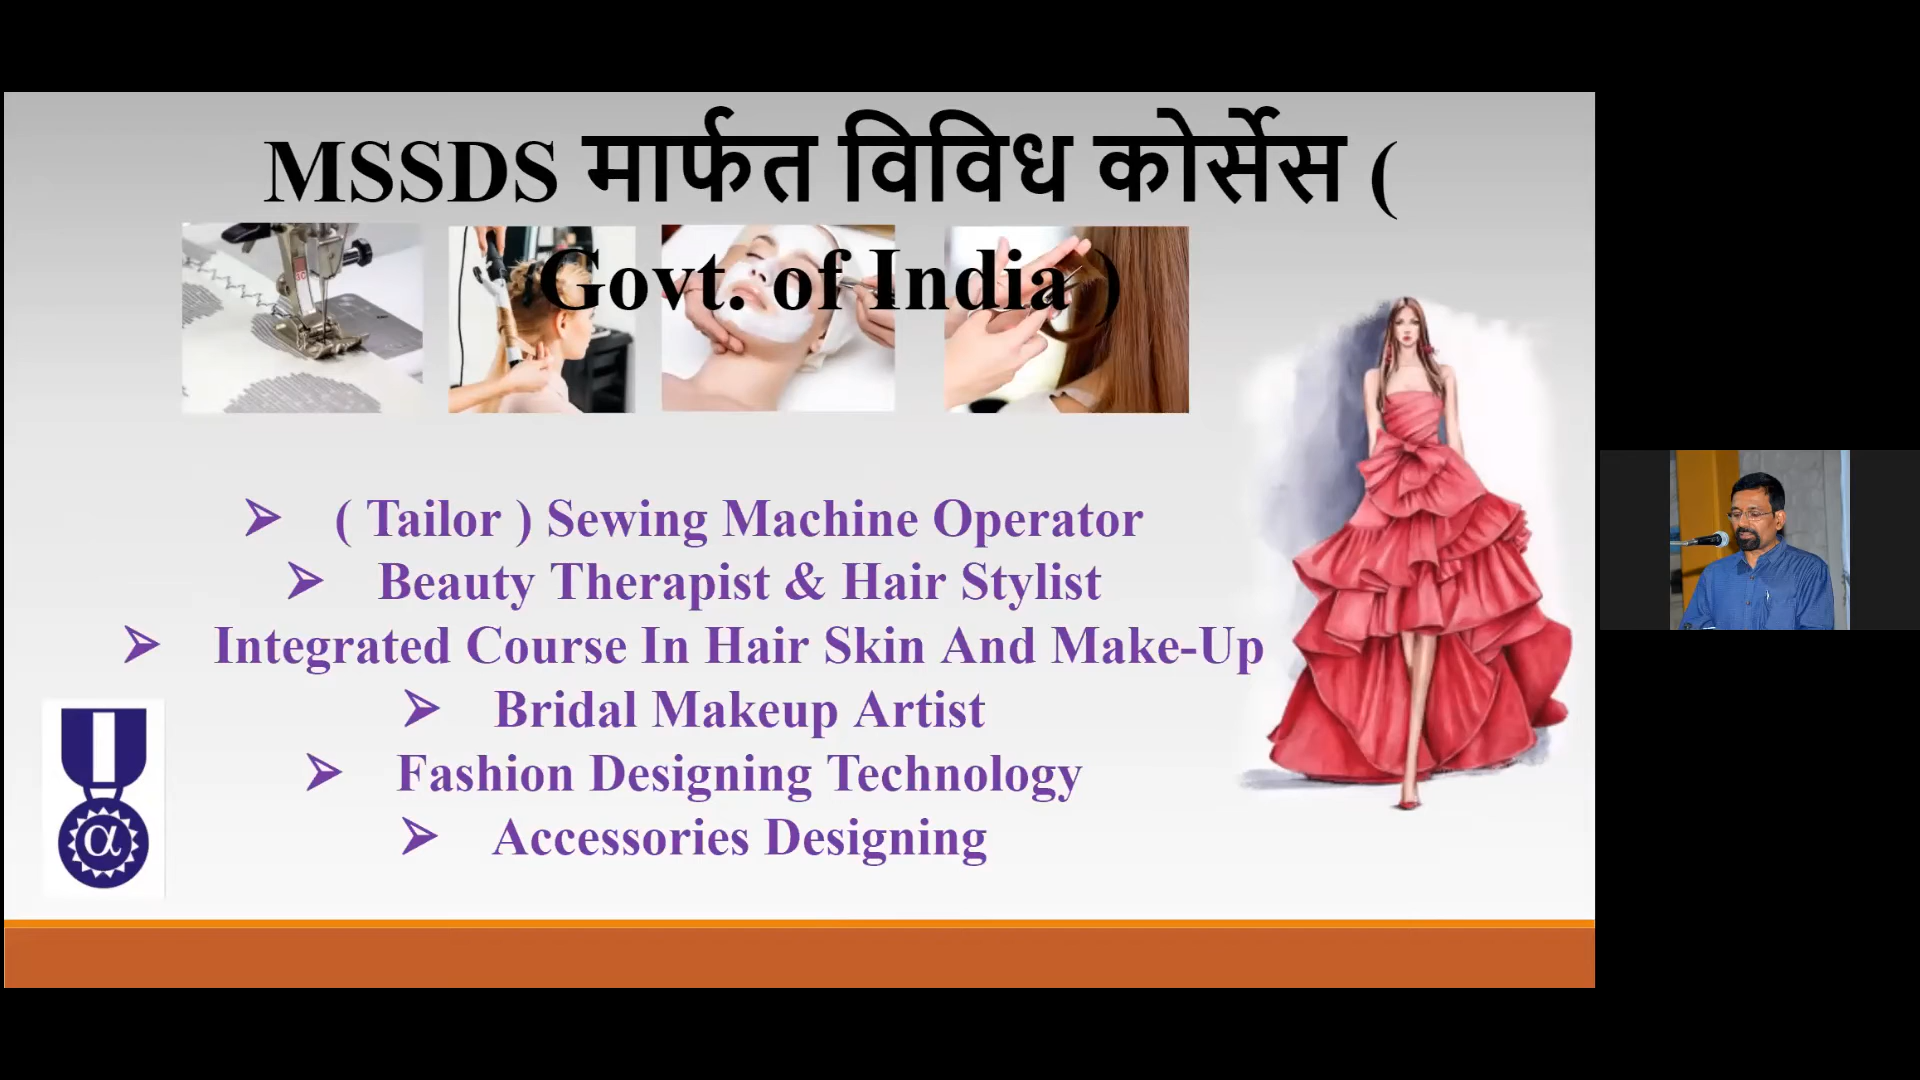 MSSDS मार्फत विविध कोर्सेस (
Govt. of India )
( Tailor ) Sewing Machine Operator
Beauty Therapist & Hair Stylist
Integrated Course In Hair Skin And Make-Up
Bridal Makeup Artist
Fashion Designing Technology
Accessories Designing
α